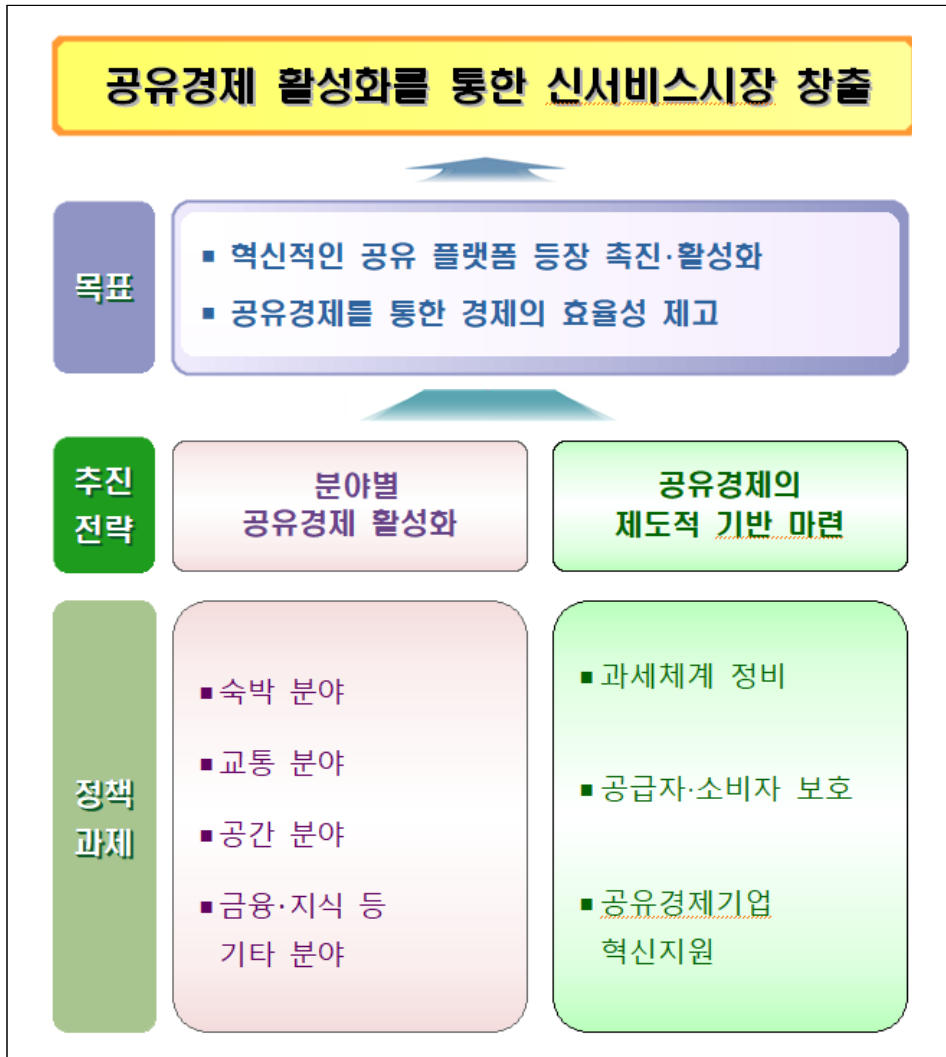 공유경제 활성화를 통한 신서비스시장 창출
목표
▪ 혁신적인 공유 플랫폼 등장 촉진·활성화
▪ 공유경제를 통한 경제의 효율성 제고
추진
전략
분야별
공유경제 활성화
공유경제의
제도적 기반 마련
정책
과제
▪숙박 분야
▪교통 분야
▪공간 분야
▪금융·지식 등
기타 분야
▪과세체계 정비
▪공급자·소비자 보호
▪공유경제기업
혁신지원